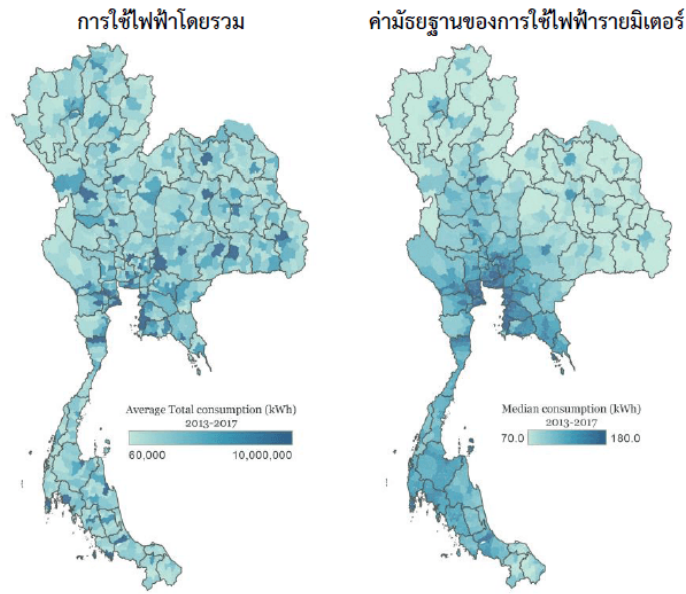 การใช้ไฟฟ้าโดยรวม
ค่ามัธยฐานของการใช้ไฟฟ้ารายมิเตอร์
Average Total consumption (kWh)
2013-2017
60,000 10,000,000
Median consumption (kWh)
2013-2017
70.0 180.0